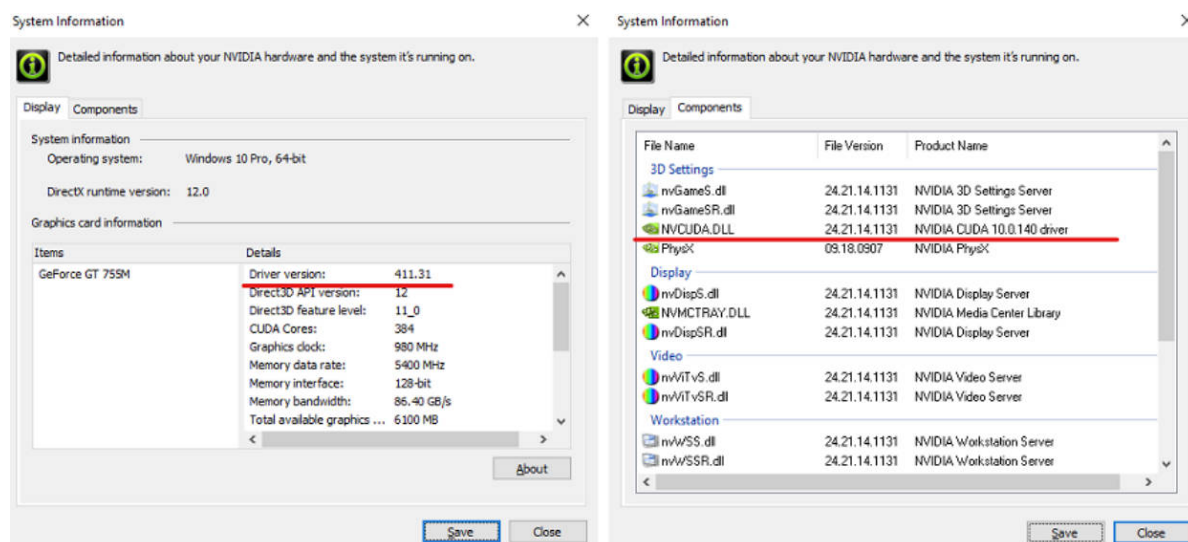 System Information
Detailed information about your NVIDIA hardware and the system it's running on.
Display Components
System information
Operating system: Windows 10 Pro, 64-bit
DirectX runtime version: 12.0
Graphics card information
Items Details
GeForce GT 755M Driver version: 411.31
Direct3D API version: 12
Direct3D feature level: 11_0
CUDA Cores: 384
Graphics clock: 980 MHz
Memory data rate: 5400 MHz
Memory interface: 128-bit
Memory bandwidth: 86.40 GB/s
Total available graphics ... 6100 MB
About
Save Close
System Information
Detailed information about your NVIDIA hardware and the system it's running on.
Display Components
File Name File Version Product Name
3D Settings
nvGameS.dll 24.21.14.1131 NVIDIA 3D Settings Server
nvGameSR.dll 24.21.14.1131 NVIDIA 3D Settings Server
NVCUDA.DLL 24.21.14.1131 NVIDIA CUDA 10.0.140 driver
PhysX 09.18.0907 NVIDIA PhysX
Display
nvDispS.dll 24.21.14.1131 NVIDIA Display Server
NVMCTRAY.DLL 24.21.14.1131 NVIDIA Media Center Library
nvDispSR.dll 24.21.14.1131 NVIDIA Display Server
Video
nvViTvS.dll 24.21.14.1131 NVIDIA Video Server
nvViTvSR.dll 24.21.14.1131 NVIDIA Video Server
Workstation
nvWSS.dll 24.21.14.1131 NVIDIA Workstation Server
nvWSSR.dll 24.21.14.1131 NVIDIA Workstation Server
Save Close